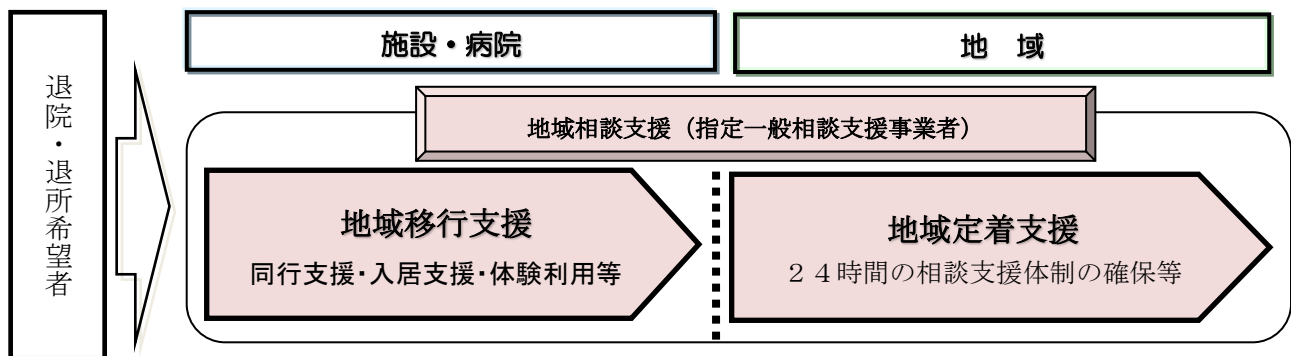 退院・退所希望者
施設・病院
地　域
地域相談支援（指定一般相談支援事業者）
地域移行支援
同行支援・入居支援・体験利用等
地域定着支援
２４時間の相談支援体制の確保等